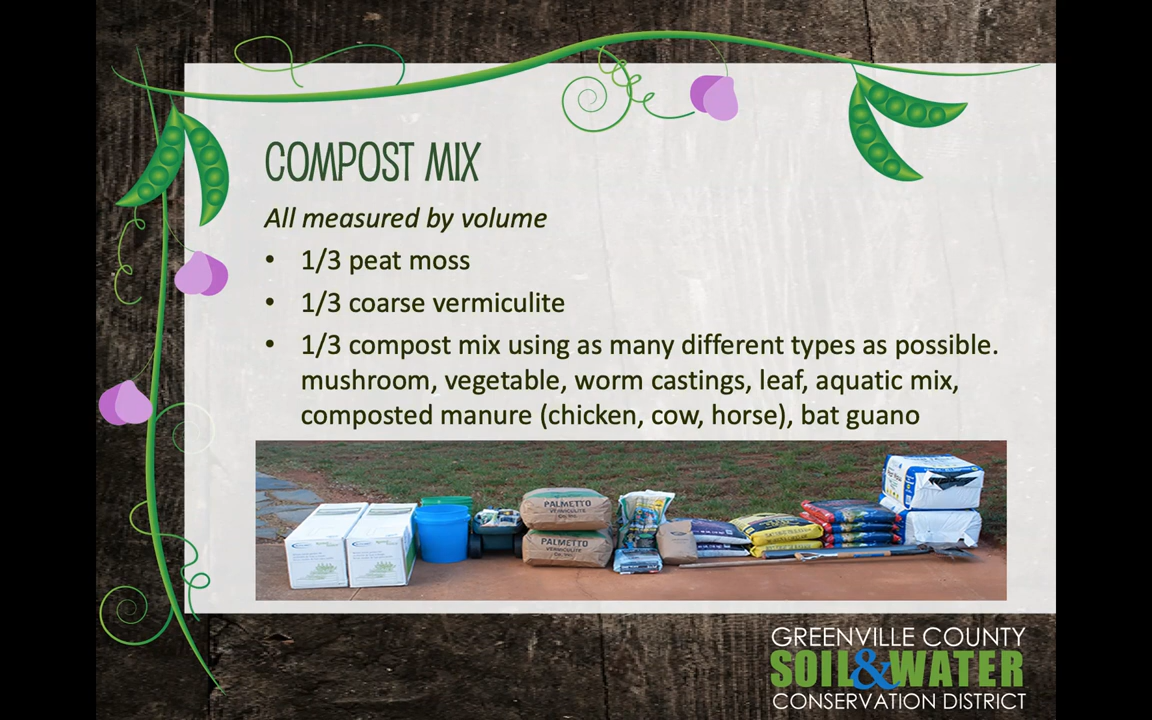 COMPOST MIX
All measured by volume
• 1/3 peat moss
• 1/3 coarse vermiculite
• 1/3 compost mix using as many different types as possible.
mushroom, vegetable, worm castings, leaf, aquatic mix,
composted manure (chicken, cow, horse), bat guano
PALMETTO
VERMICULITE
PALMETTO
VERMICULITE
GREENVILLE COUNTY
SOIL&WATER
CONSERVATION DISTRICT